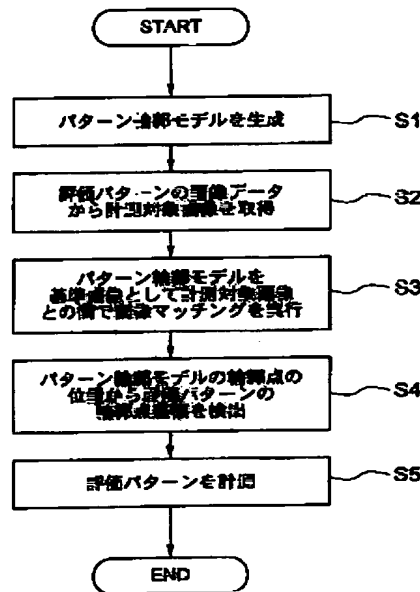 START
パターン輪郭モデルを生成
S1
評価パターンの画像データ
から計測対象画像を取得
S2
パターン輪郭モデルを
基準画像として計測対象画像
との間で画像マッチングを実行
S3
パターン輪郭モデルの輪郭点の
位置から評価パターンの
輪郭点座標を検出
S4
評価パターンを計測
S5
END